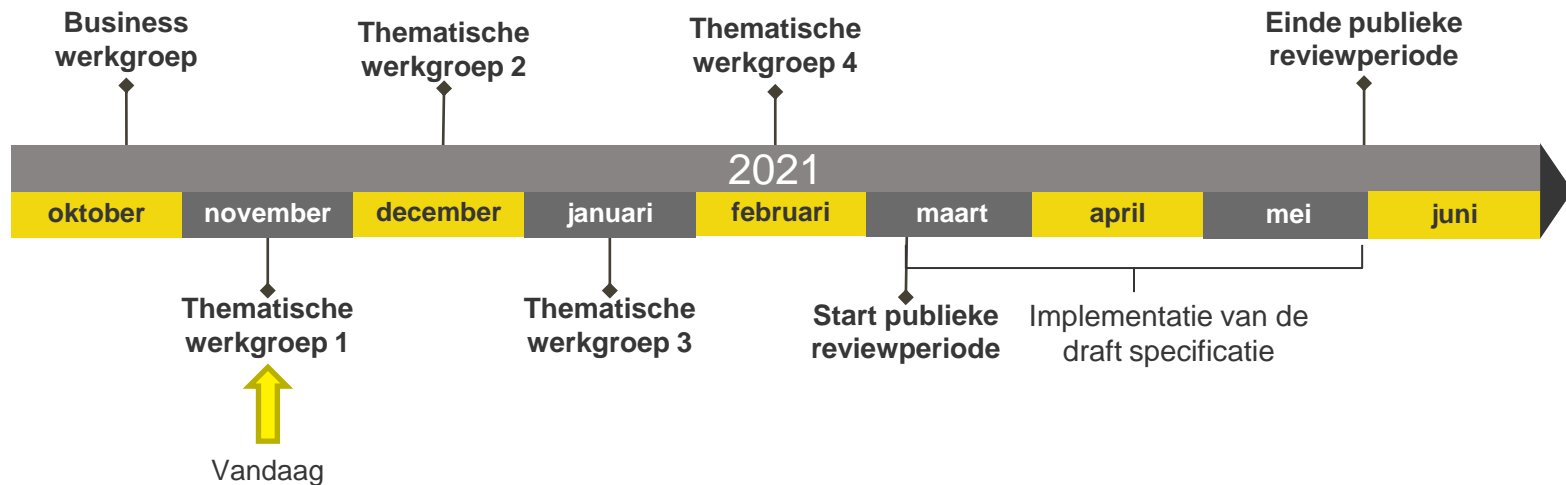 Business
werkgroep
Thematische
werkgroep 2
Thematische
werkgroep 4
Einde publieke
reviewperiode
2021
oktober
november
december
januari
februari
maart
april
mei
juni
Thematische
werkgroep 1
Thematische
werkgroep 3
Start publieke
reviewperiode
Implementatie van de
draft specificatie
Vandaag